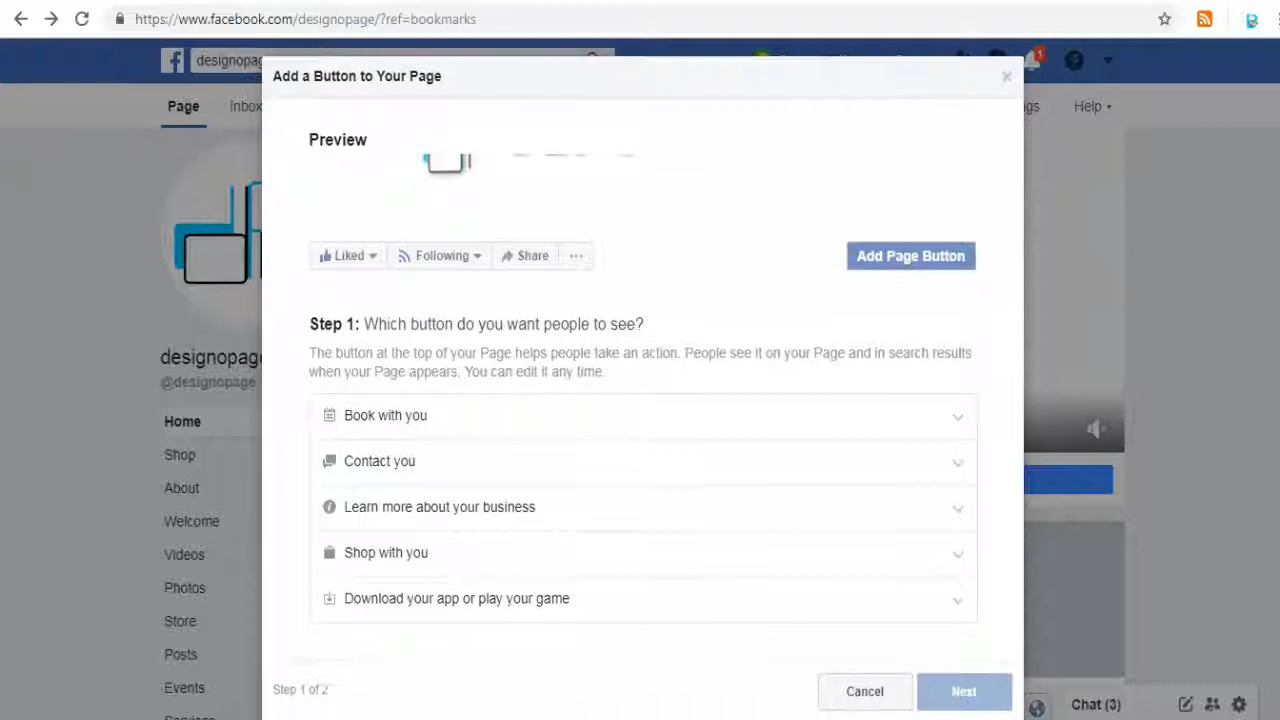 https://www.facebook.com/designopage/?ref=bookmarks
designopag
1
Add a Button to Your Page
×
Page
Inbox
Help
Preview
Liked
Following
Share
...
Add Page Button
Step 1: Which button do you want people to see?
The button at the top of your Page helps people take an action. People see it on your Page and in search results
when your Page appears. You can edit it any time.
designopage
@designopage
Home
Shop
About
Welcome
Videos
Photos
Store
Posts
Events
Book with you
Contact you
Learn more about your business
Shop with you
Download your app or play your game
Step 1 of 2
Cancel
Next
Chat (3)